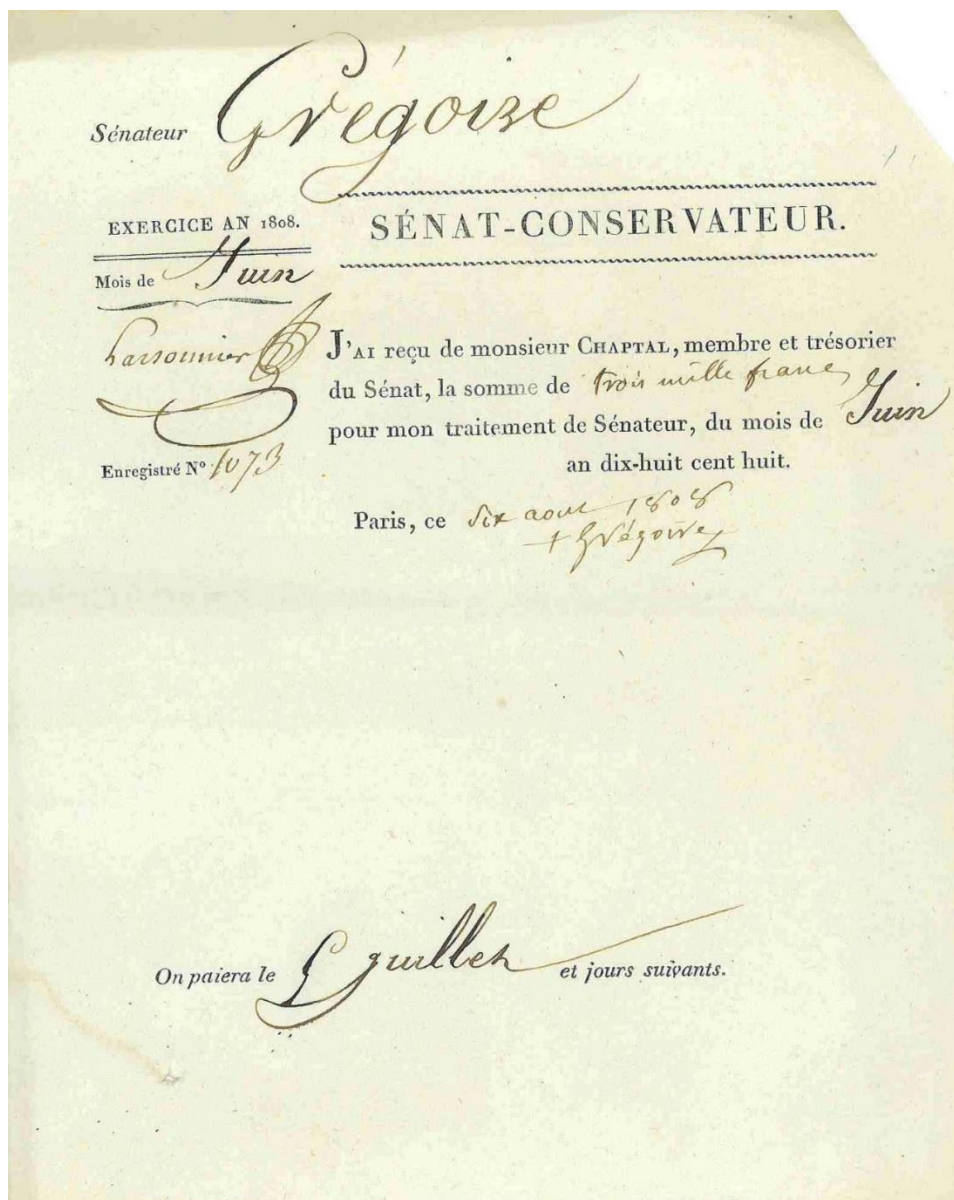 Sénateur Grégoire
SÉNAT-CONSERVATEUR.
EXERCICE AN 1808.
Mois de Juin
Enregistré N° 1073
J'AI reçu de monsieur CHAPTAL, membre et trésorier
du Sénat, la somme de trois mille francs
pour mon traitement de Sénateur, du mois de Juin
an dix-huit cent huit.
Paris, ce six aout 1808
+ Grégoire
On paiera le juillet et jours suivants.